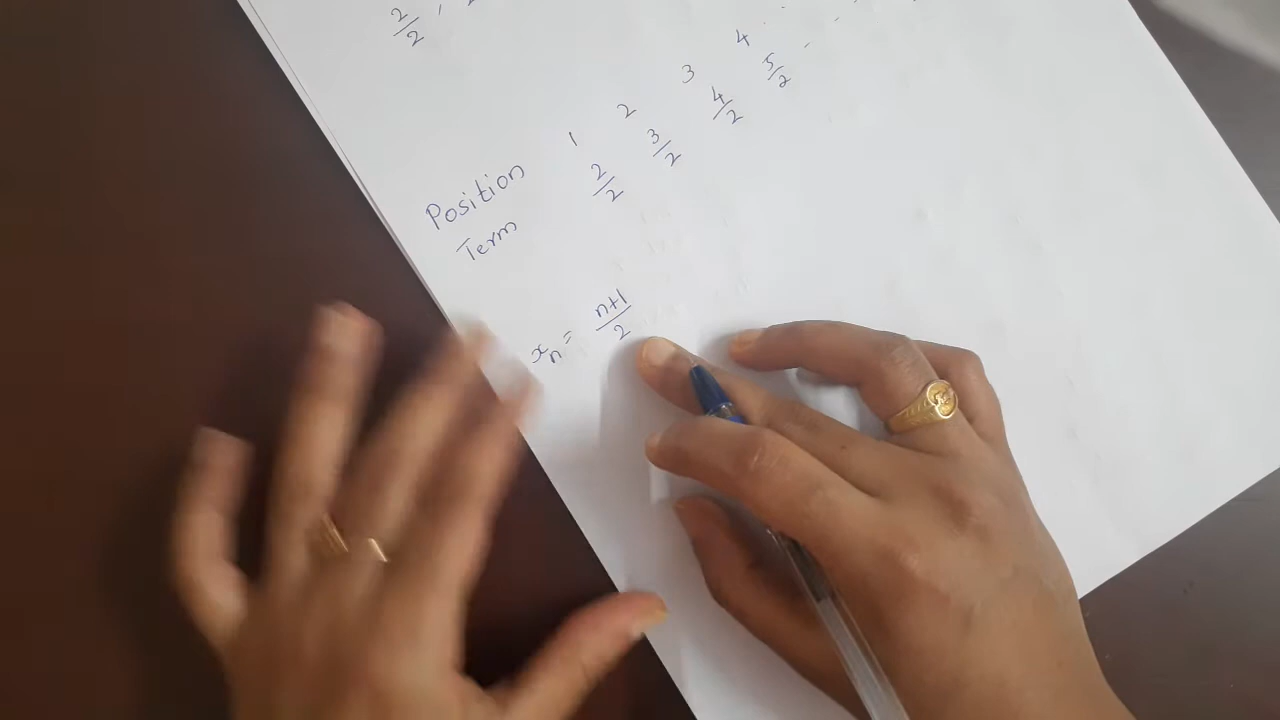 2/2,
Position 1 2 3 4 . .
Term 2/2 3/2 4/2 5/2 - - -
xn = n+1/2